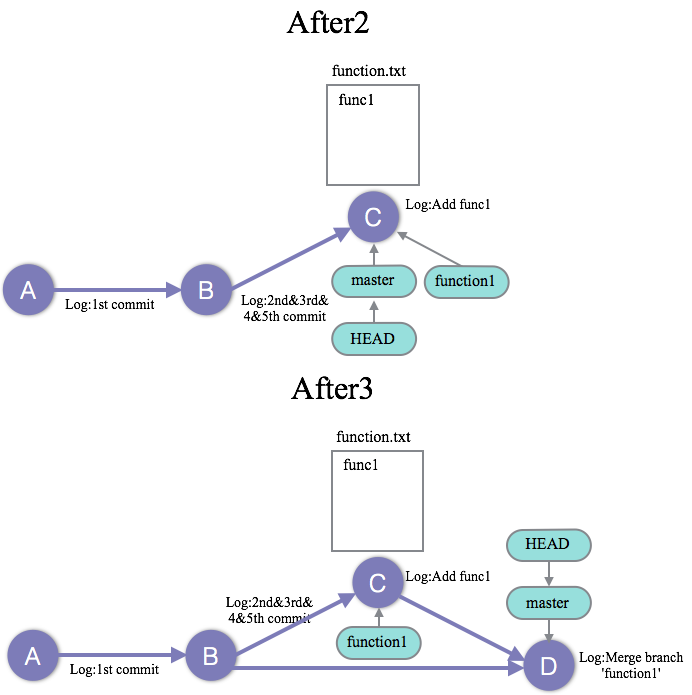 After2
function.txt
func1
C
Log:Add func1
A
B
Log:1st commit
Log:2nd&3rd&
4&5th commit
master
function1
HEAD
After3
function.txt
func1
HEAD
C
Log:Add func1
master
Log:2nd&3rd&
4&5th commit
function1
A
B
D
Log:1st commit
Log:Merge branch
'function1'